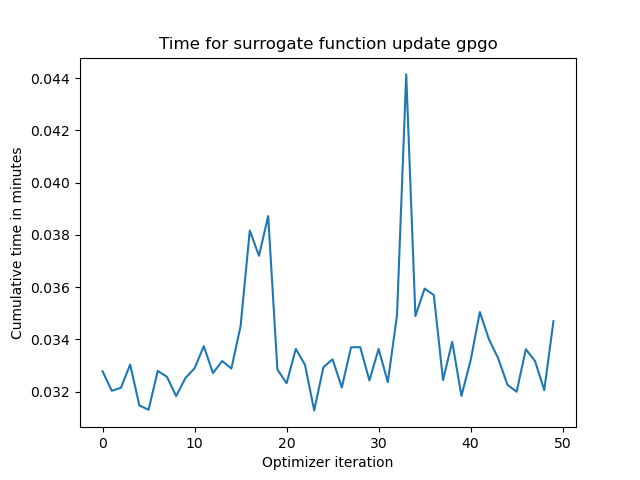 Time for surrogate function update gpgo
0.044
0.042
0.040
0.038
0.036
0.034
0.032
Cumulative time in minutes
0 10 20 30 40 50
Optimizer iteration